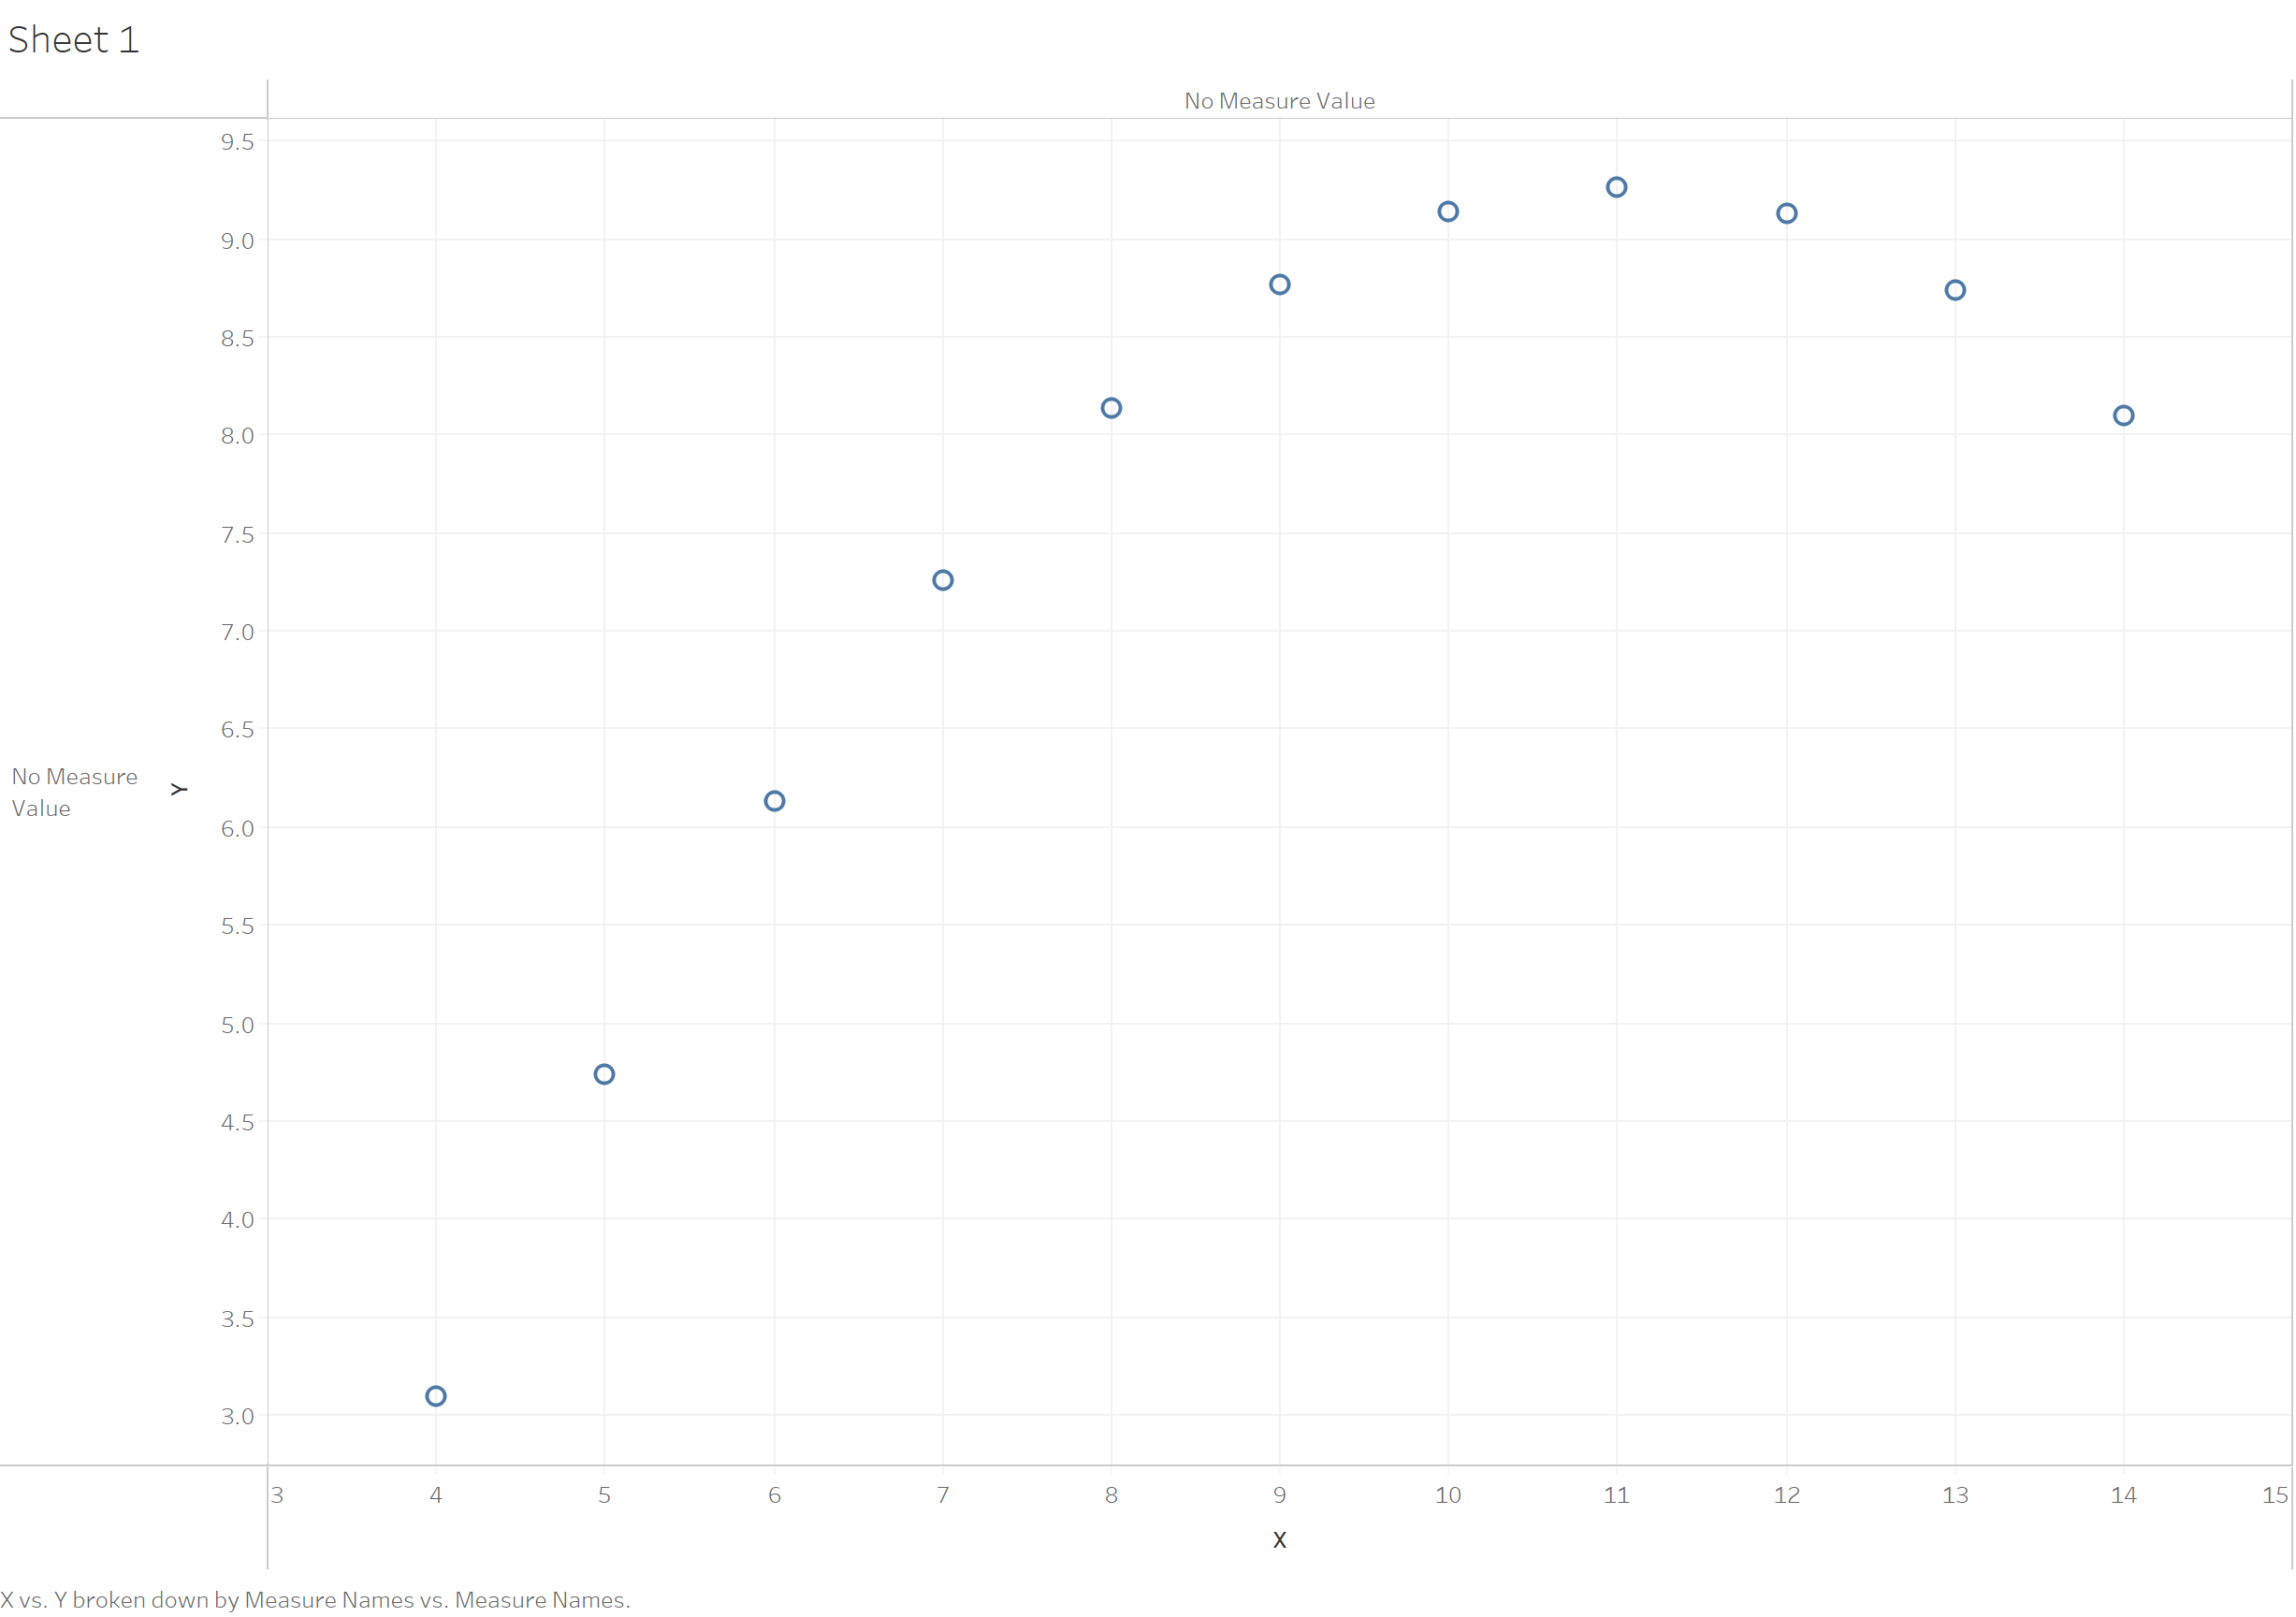 Sheet 1
No Measure Value
9.5
9.0
8.5
8.0
7.5
7.0
6.5
No Measure
Value
Y
6.0
5.5
5.0
4.5
4.0
3.5
3.0
3 4 5 6 7 8 9 10 11 12 13 14 15
X
X vs. Y broken down by Measure Names vs. Measure Names.